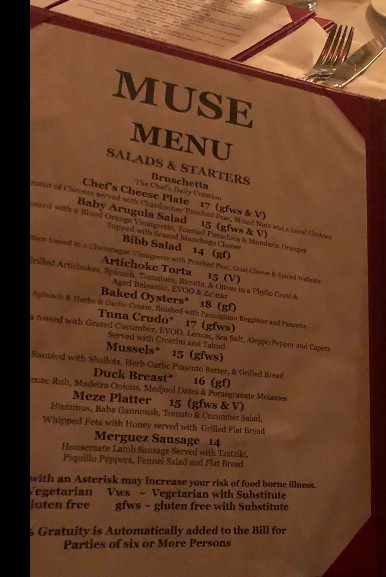 MUSE
MENU
SALADS & STARTERS
Bruschetta
The Chef's Daily Creation
Chef's Cheese Plate 17 (gfws & V)
of Cheeses served with Chardonnay Poached Pear, Mixed Nuts and a Local Chutney
Baby Arugula Salad 15 (gfws & V)
with a Blood Orange Vinaigrette, Toasted Pistachios & Mandarin Oranges
Topped with Seared Manchego Cheese
Bibb Salad 14 (gf)
tossed in a Champagne Vinaigrette with Poached Pear, Goat Cheese & Spiced Walnuts
Artichoke Torta 15 (V)
Grilled Artichokes, Spinach, Tomatoes, Ricotta, & Olives in a Phyllo Crust &
Aged Balsamic, EVOO & Za'atar
Baked Oysters* 18 (gf)
Spinach & Herbs & Garlic Cream, finished with Parmigiano Reggiano and Pancetta
Tuna Crudo* 17 (gfws)
tossed with Grated Cucumber, EVOO, Lemon, Sea Salt, Aleppo Pepper and Capers
Served with Crostini and Tahini
Mussels* 15 (gfws)
Sautéed with Shallots, Herb Garlic Pimento Butter, & Grilled Bread
Duck Breast* 16 (gf)
Rub, Madeira Onions, Medjool Dates & Pomegranate Molasses
Meze Platter 15 (gfws & V)
Hummus, Baba Gannoush, Tomato & Cucumber Salad,
Whipped Feta with Honey served with Grilled Flat Bread
Merguez Sausage 14
Housemade Lamb Sausage Served with Tzatziki,
Piquillo Peppers, Fennel Salad and Flat Bread
with an Asterisk may increase your risk of food borne illness.
Vegetarian Vws ~ Vegetarian with Substitute
gluten free gfws ~ gluten free with Substitute
% Gratuity is Automatically added to the Bill for
Parties of six or More Persons